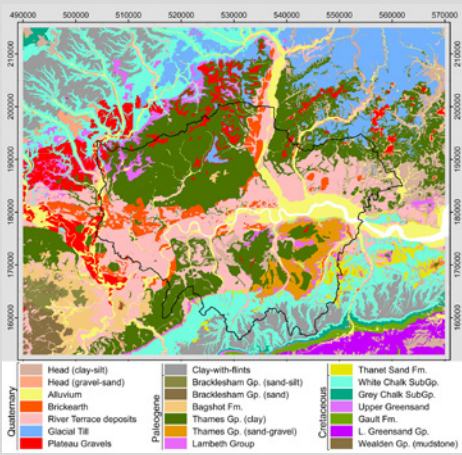 490000 500000 510000 520000 530000 540000 550000 560000 570000
210000
200000
190000
180000
170000
160000
Quaternary
Head (clay-silt)
Head (gravel-sand)
Alluvium
Brickearth
River Terrace deposits
Glacial Till
Plateau Gravels
Paleogene
Clay-with-flints
Bracklesham Gp. (sand-silt)
Bracklesham Gp. (sand)
Bagshot Fm.
Thames Gp. (clay)
Thames Gp. (sand-gravel)
Lambeth Group
Cretaceous
Thanet Sand Fm.
White Chalk SubGp.
Grey Chalk SubGp.
Upper Greensand
Gault Fm.
L. Greensand Gp.
Wealden Gp. (mudstone)